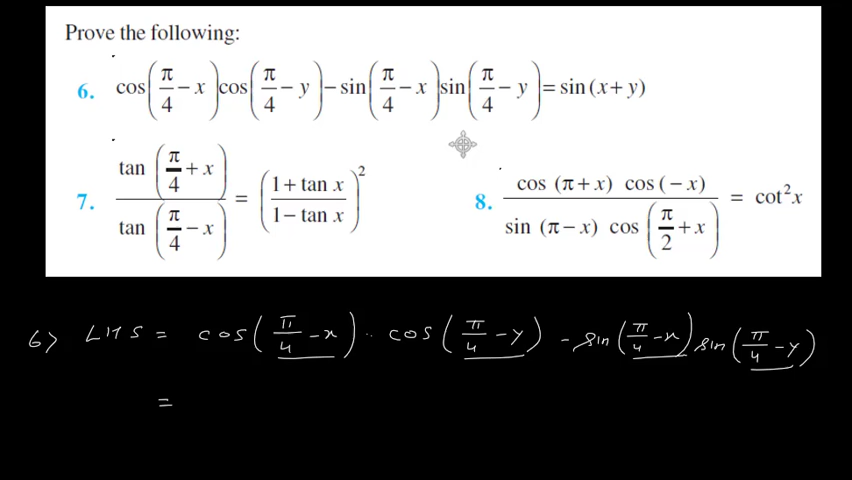 Prove the following:
6. cos(π/4 − x)cos(π/4 − y) − sin(π/4 − x)sin(π/4 − y) = sin(x+y)
7. tan(π/4 + x) / tan(π/4 − x) = ((1 + tan x)/(1 − tan x))²
8. cos (π + x) cos (−x) / sin (π − x) cos (π/2 + x) = cot² x
6) LHS = cos(π/4 − x) · cos(π/4 − y) − sin(π/4 − x) sin(π/4 − y)
=